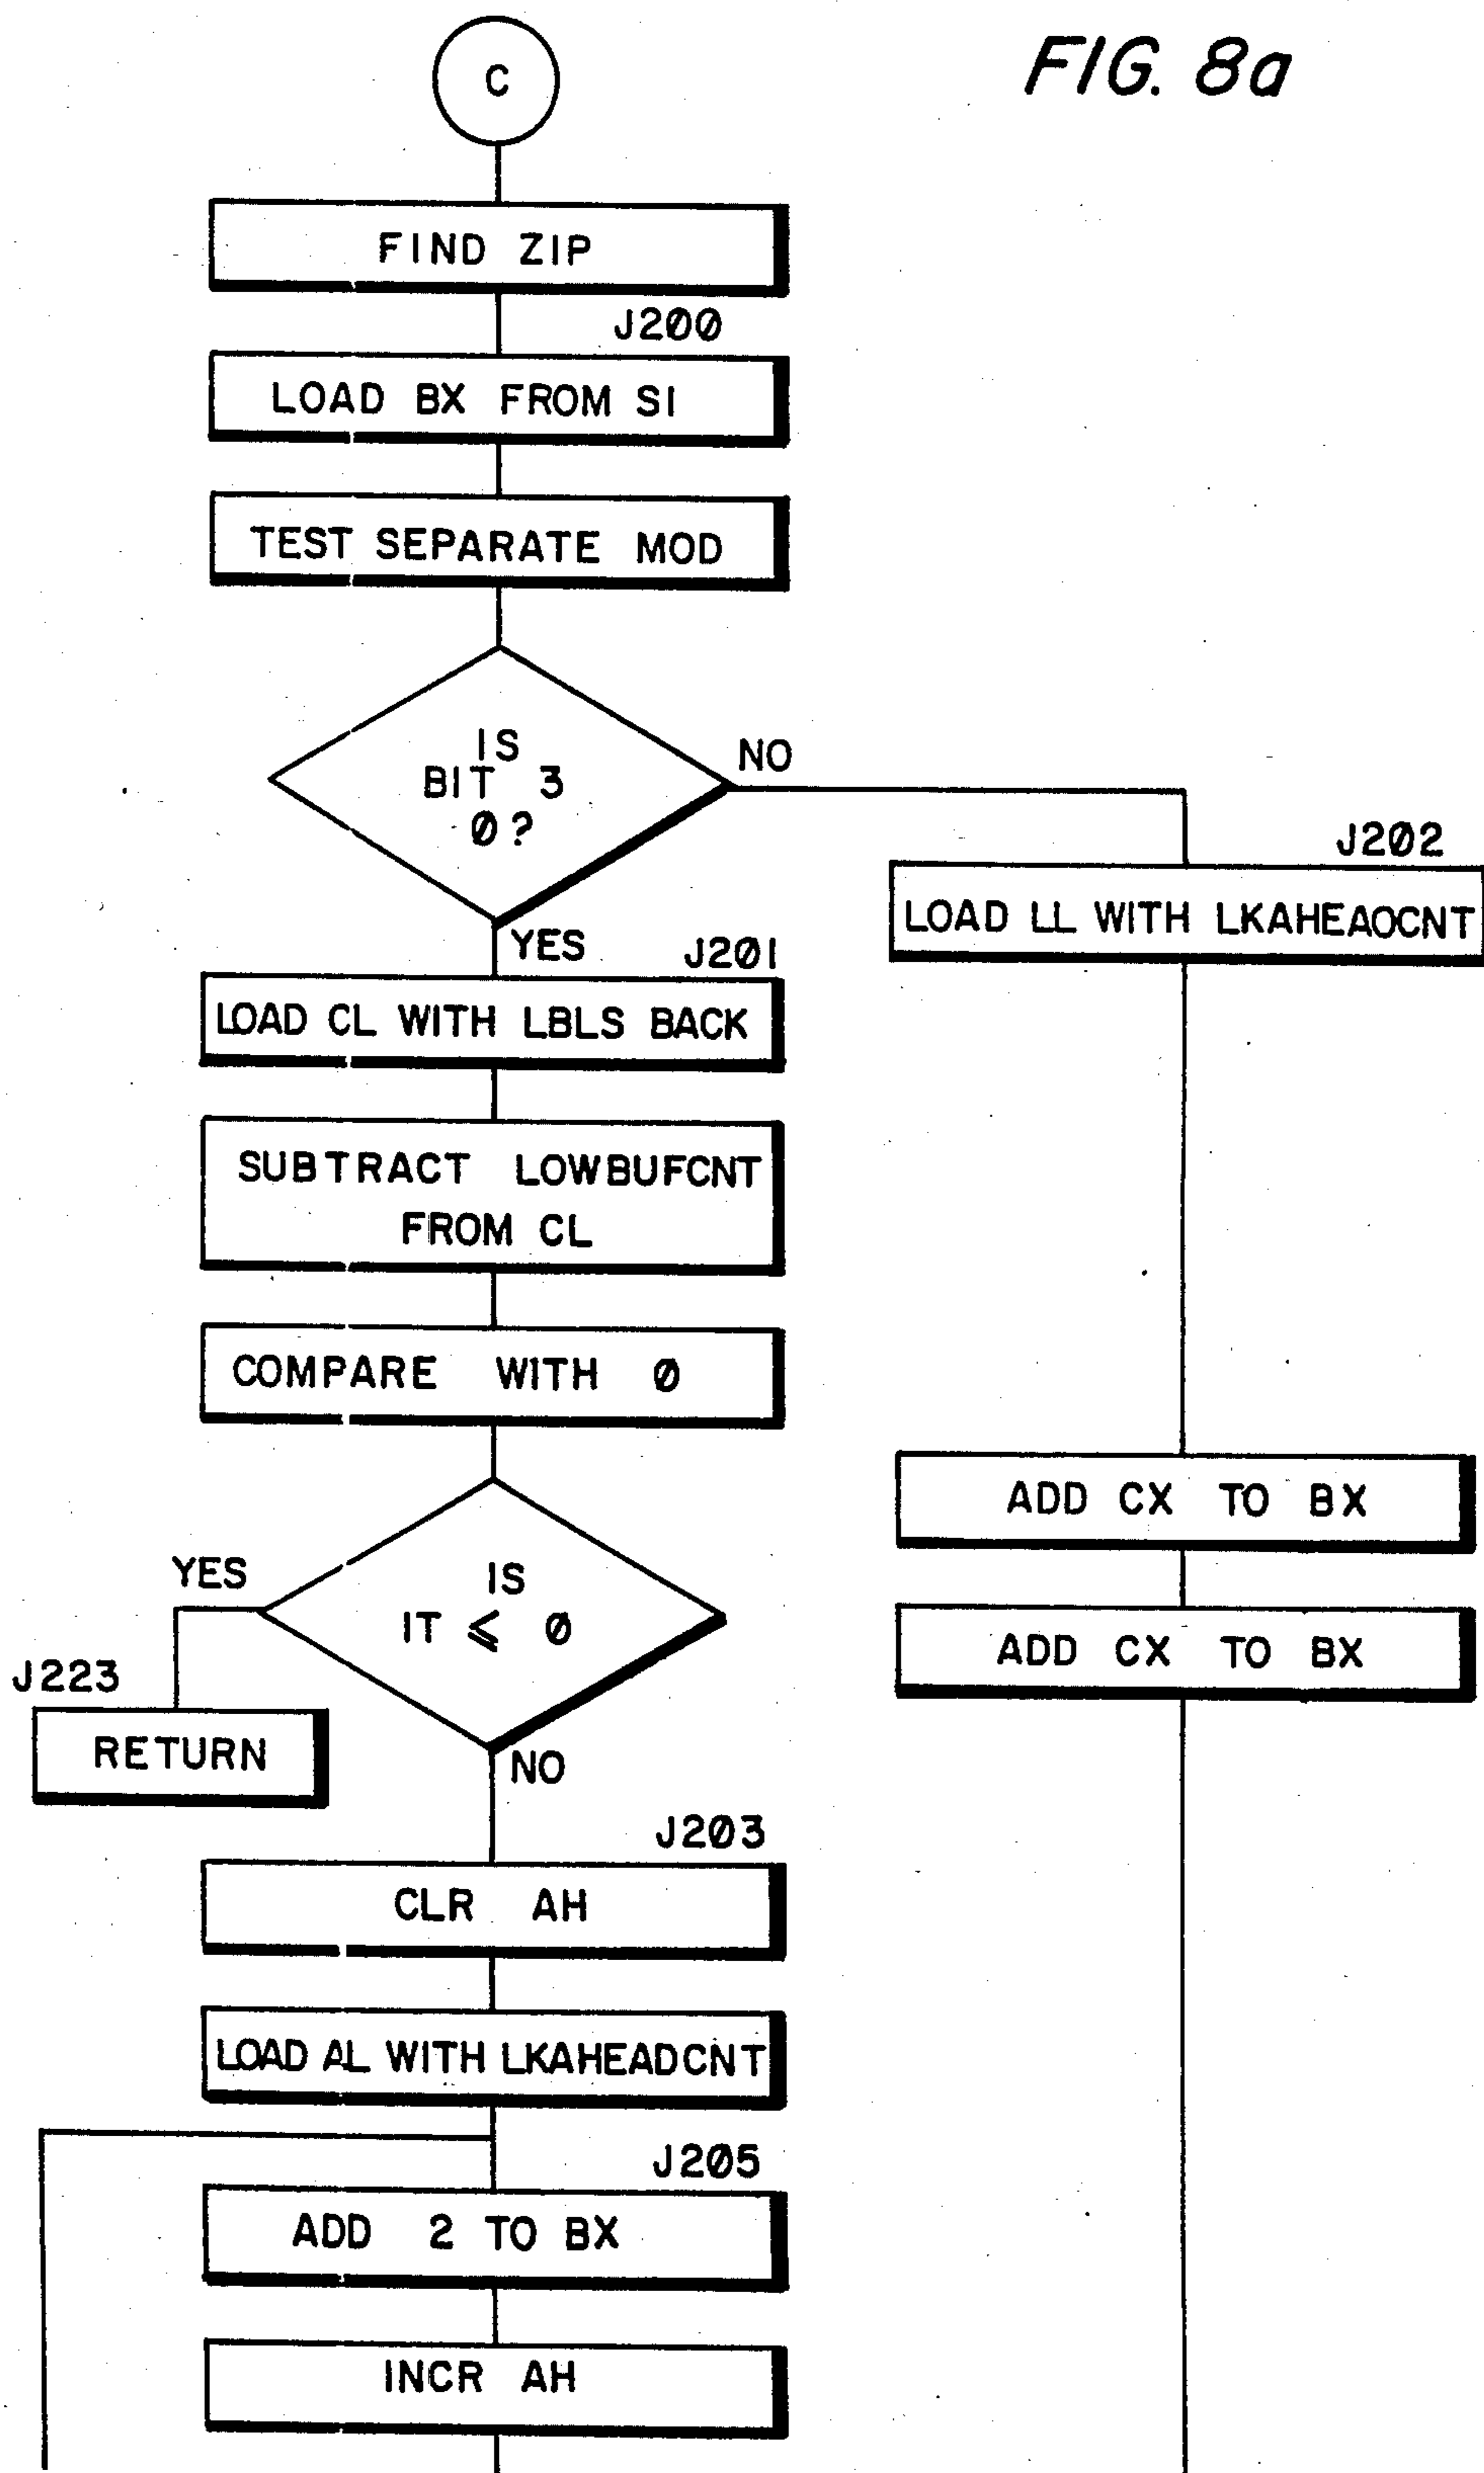 FIG. 8a
C
FIND ZIP
J200
LOAD BX FROM SI
TEST SEPARATE MOD
IS
BIT 3
0?
NO
YES
J202
LOAD LL WITH LKAHEAOCNT
J201
LOAD CL WITH LBLS BACK
SUBTRACT LOWBUFCNT
FROM CL
COMPARE WITH 0
ADD CX TO BX
IS
IT ≤ 0
YES
ADD CX TO BX
J223
RETURN
NO
J203
CLR AH
LOAD AL WITH LKAHEADCNT
J205
ADD 2 TO BX
INCR AH